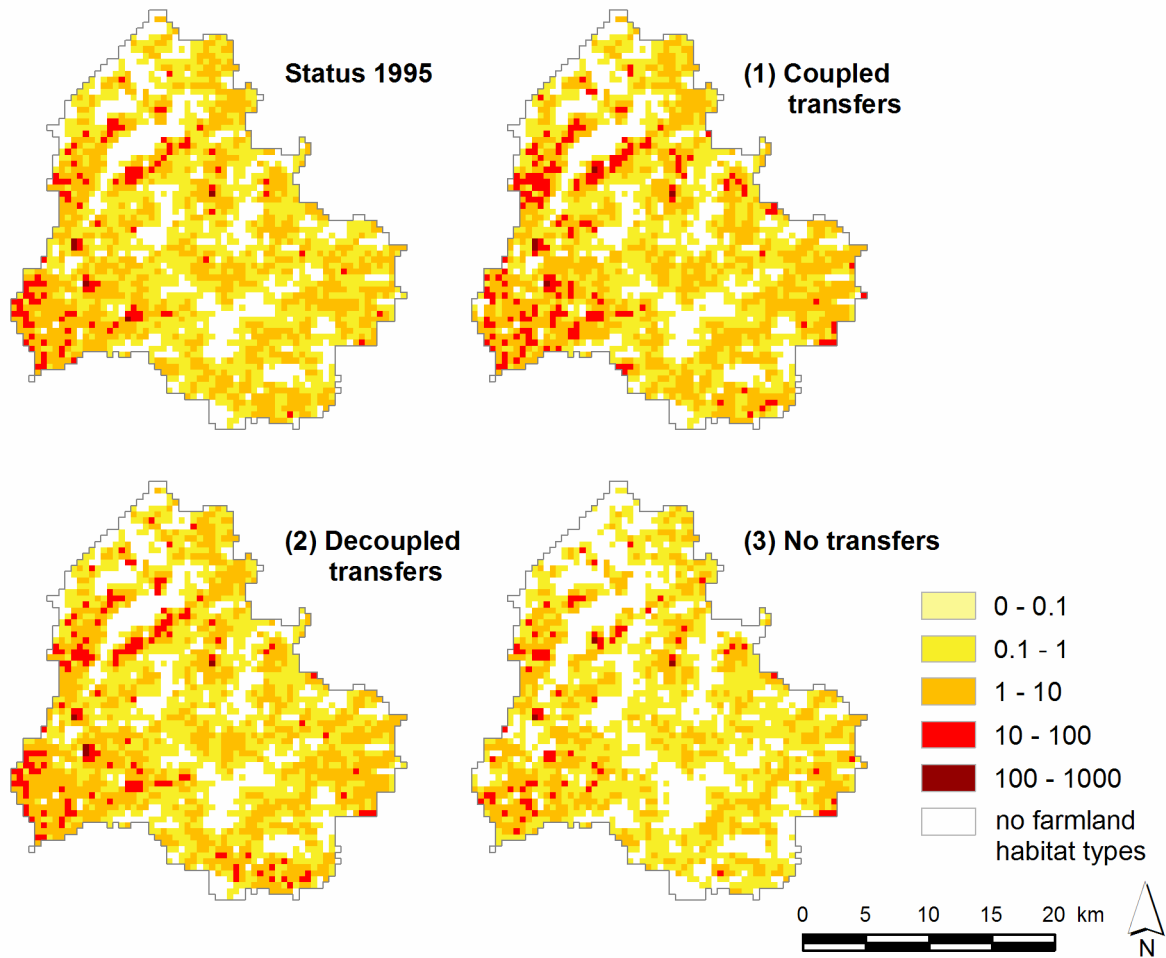 Status 1995
(1) Coupled
transfers
(2) Decoupled
transfers
(3) No transfers
0 - 0.1
0.1 - 1
1 - 10
10 - 100
100 - 1000
no farmland
habitat types
0 5 10 15 20 km
N